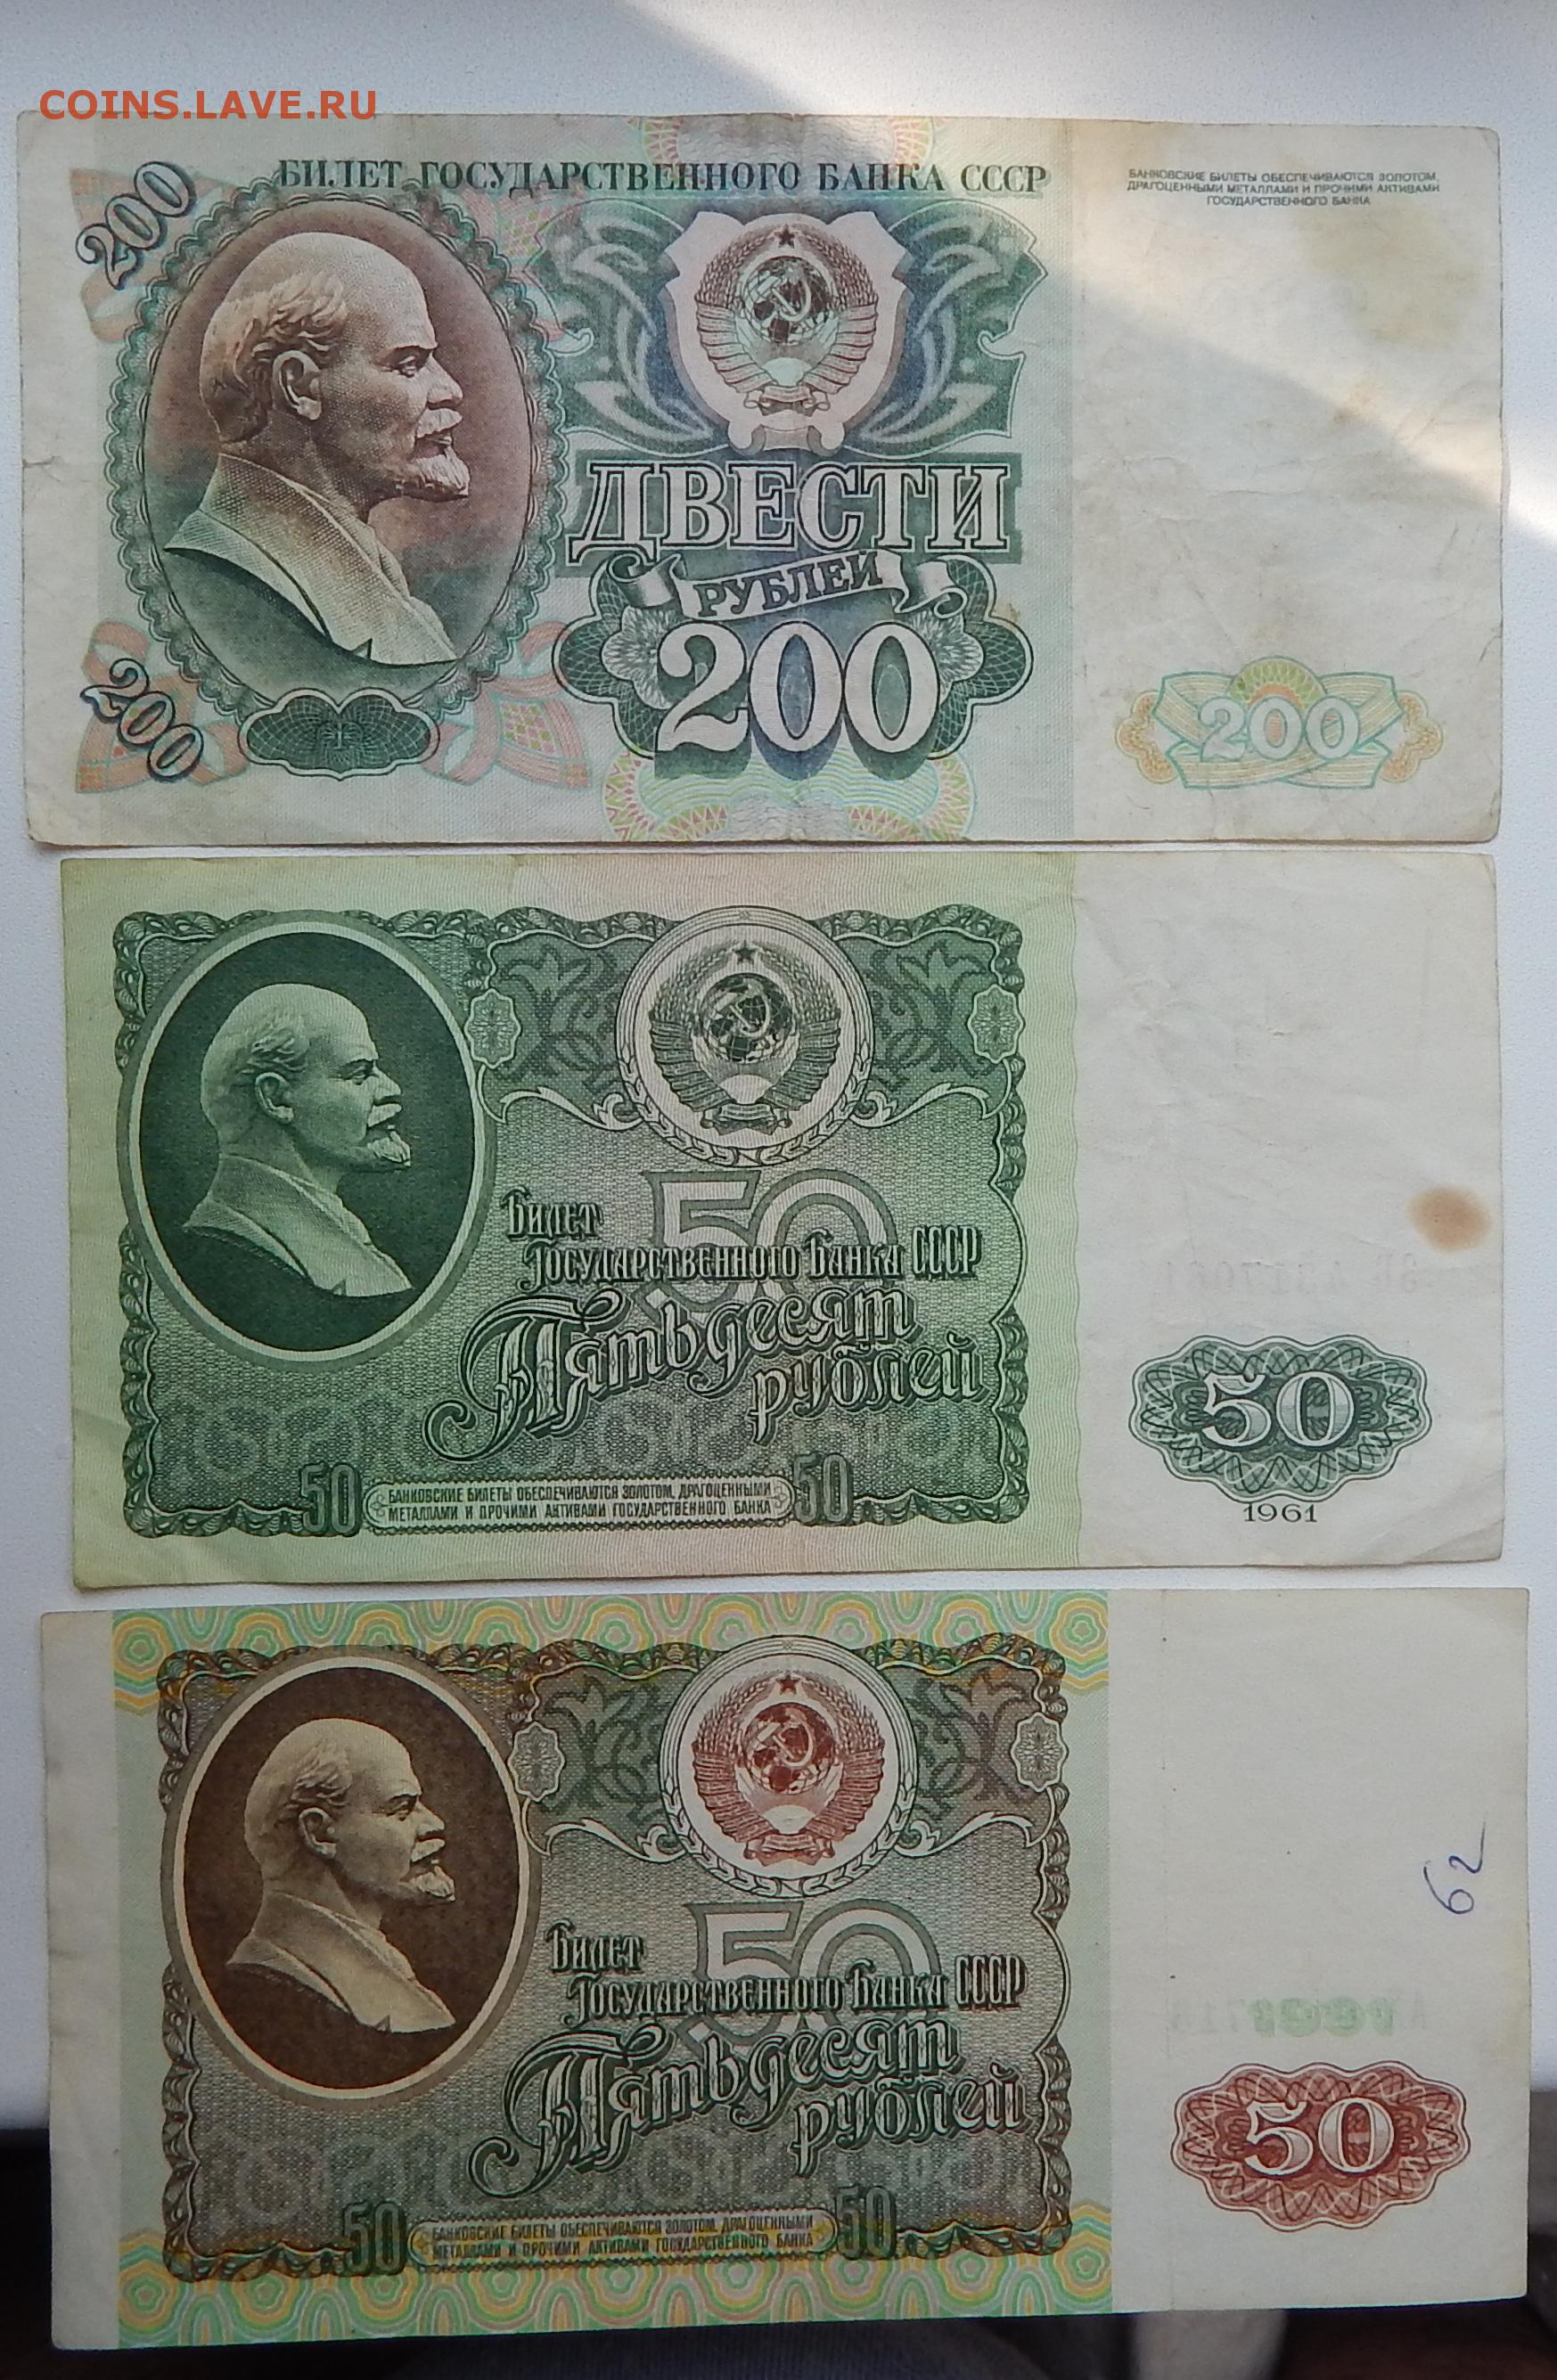 COINS.LAVE.RU
200
БИЛЕТ ГОСУДАРСТВЕННОГО БАНКА СССР
БАНКОВСКИЕ БИЛЕТЫ ОБЕСПЕЧИВАЮТСЯ ЗОЛОТОМ,
ДРАГОЦЕННЫМИ МЕТАЛЛАМИ И ПРОЧИМИ АКТИВАМИ
ГОСУДАРСТВЕННОГО БАНКА
ДВЕСТИ
РУБЛЕЙ
200
200
200
50
Билет
Государственного Банка СССР
Пятьдесят
рублей
50
БАНКОВСКИЕ БИЛЕТЫ ОБЕСПЕЧИВАЮТСЯ ЗОЛОТОМ, ДРАГОЦЕННЫМИ
МЕТАЛЛАМИ И ПРОЧИМИ АКТИВАМИ ГОСУДАРСТВЕННОГО БАНКА
50
50
1961
50
Билет
Государственного Банка СССР
Пятьдесят
рублей
50
БАНКОВСКИЕ БИЛЕТЫ ОБЕСПЕЧИВАЮТСЯ ЗОЛОТОМ, ДРАГОЦЕННЫМИ
МЕТАЛЛАМИ И ПРОЧИМИ АКТИВАМИ ГОСУДАРСТВЕННОГО БАНКА
50
62
50